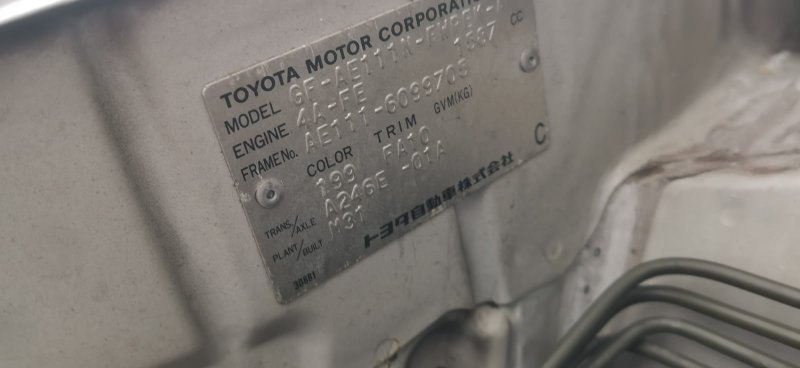 TOYOTA MOTOR CORPORATION
MODEL GF-AE111N-FWPEK-A
ENGINE 4A-FE 1587 CC
FRAME No. AE111-6099705
COLOR TRIM GVM(KG)
199 FA10 C
TRANS/AXLE A246E -01A
PLANT/BUILT M31
30881 トヨタ自動車株式会社